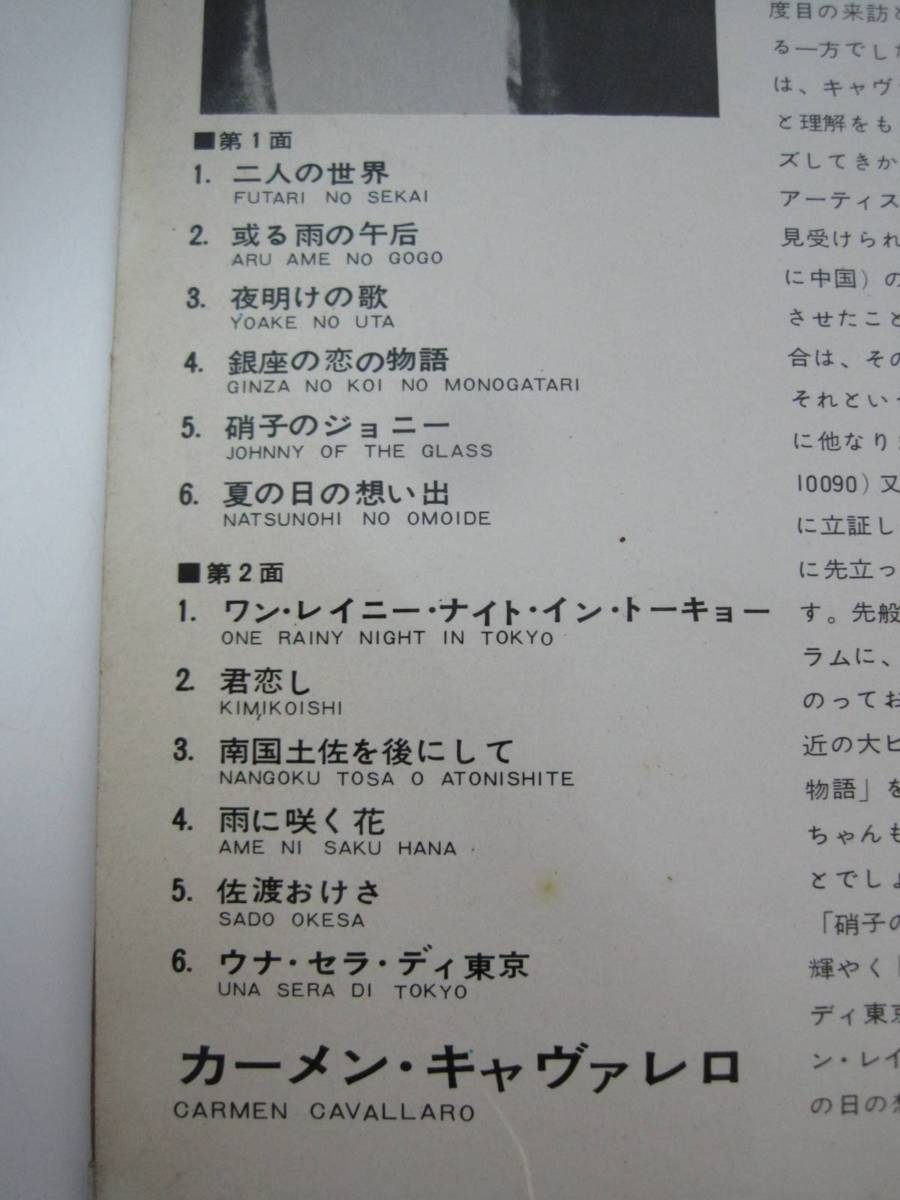 ■第1面
1. 二人の世界
FUTARI NO SEKAI
2. 或る雨の午后
ARU AME NO GOGO
3. 夜明けの歌
YOAKE NO UTA
4. 銀座の恋の物語
GINZA NO KOI NO MONOGATARI
5. 硝子のジョニー
JOHNNY OF THE GLASS
6. 夏の日の想い出
NATSUNOHI NO OMOIDE
■第2面
1. ワン・レイニー・ナイト・イン・トーキョー
ONE RAINY NIGHT IN TOKYO
2. 君恋し
KIMIKOISHI
3. 南国土佐を後にして
NANGOKU TOSA O ATONISHITE
4. 雨に咲く花
AME NI SAKU HANA
5. 佐渡おけさ
SADO OKESA
6. ウナ・セラ・ディ東京
UNA SERA DI TOKYO
カーメン・キャヴァレロ
CARMEN CAVALLARO
度目の来訪と
る一方でした
は、キャヴァ
と理解をも
ズしてきか
アーティス
見受けられ
に中国）の
させたこと
合は、その
それという
に他なり
10090）又
に立証し
に先立っ
す。先般
ラムに、
のってお
近の大ヒ
物語」を
ちゃんも
とでしょ
「硝子の
輝やく「
ディ東京
ン・レイ
の日の想